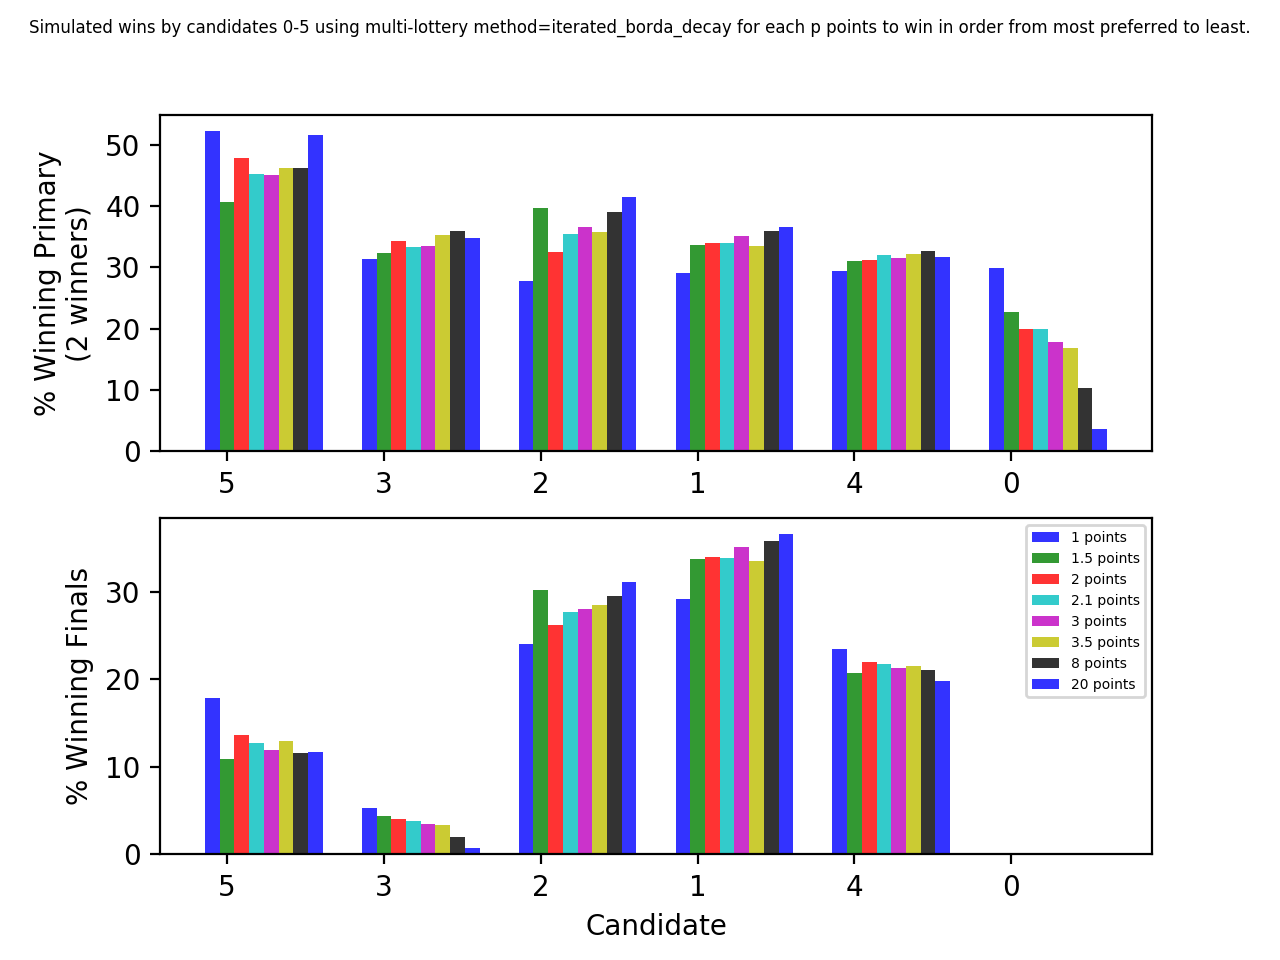 Simulated wins by candidates 0-5 using multi-lottery method=iterated_borda_decay for each p points to win in order from most preferred to least.
% Winning Primary
(2 winners)
50
40
30
20
10
0
5 3 2 1 4 0
% Winning Finals
30
20
10
0
1 points
1.5 points
2 points
2.1 points
3 points
3.5 points
8 points
20 points
5 3 2 1 4 0
Candidate